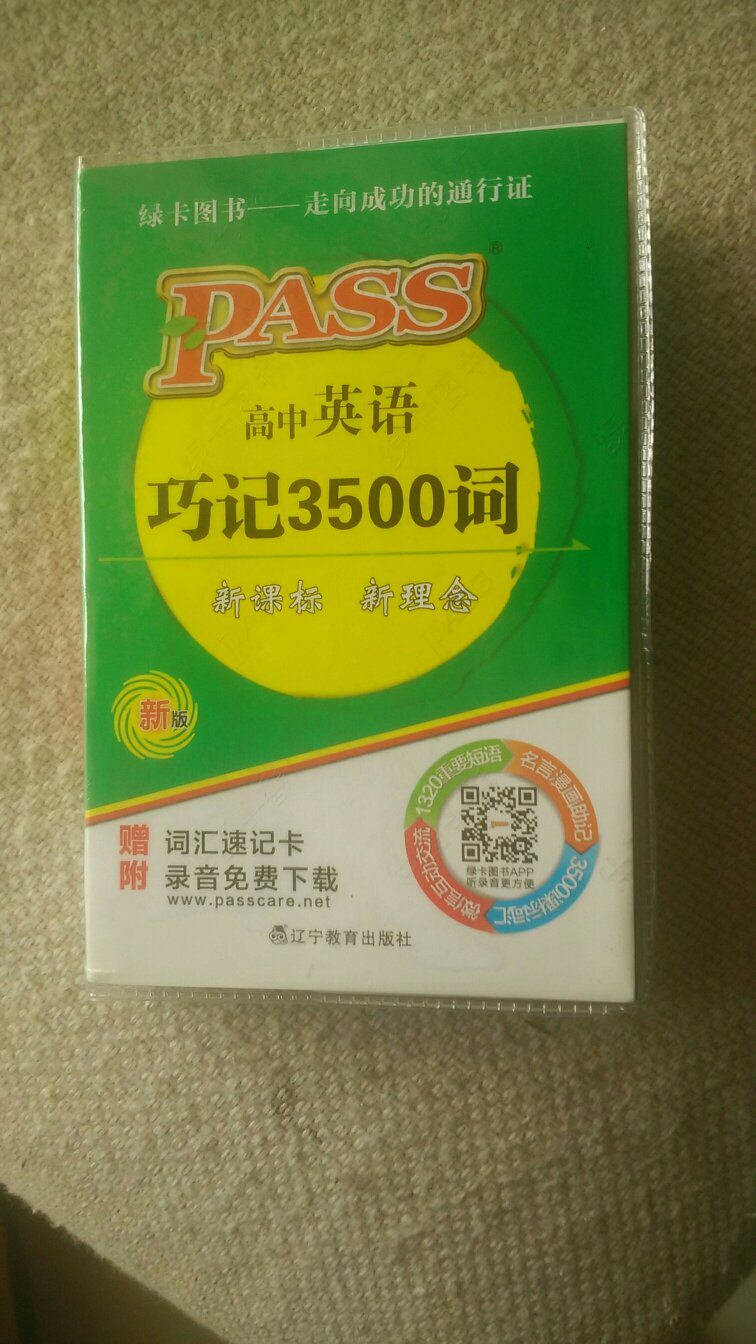 绿卡图书——走向成功的通行证
PASS®
高中英语
巧记3500词
新课标 新理念
新版
赠附
词汇速记卡
录音免费下载
www.passcare.net
1320重要短语
名言漫画助记
3500课标词汇
微信互动交流
绿卡图书APP
听录音更方便
辽宁教育出版社